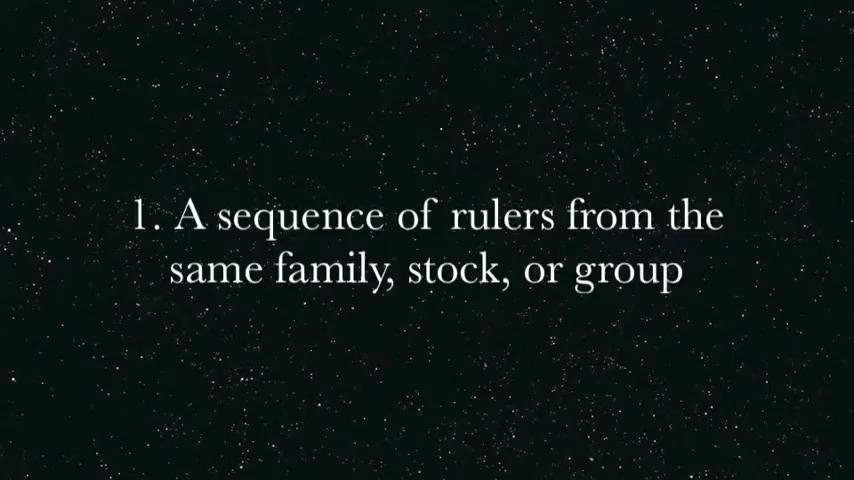 1. A sequence of rulers from the
same family, stock, or group